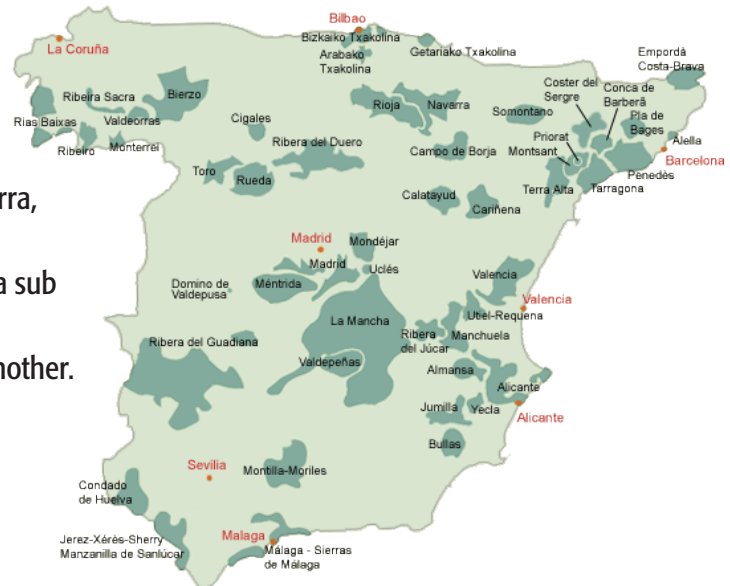 Bilbao
La Coruña
Bizkaiko Txakolina
Getariako Txakolina
Arabako
Txakolina
Empordà
Costa-Brava
Coster del
Sergre
Conca de
Barberã
Ribeira Sacra
Bierzo
Rioja
Navarra
Somontano
Pla de
Bages
Rias Baixas
Valdeorras
Cigales
Priorat
Alella
Ribeiro
Monterrei
Ribera del Duero
Campo de Borja
Montsant
Barcelona
Toro
Rueda
Penedès
Terra Alta
Tarragona
rra,
Calatayud
Cariñena
Madrid
Mondéjar
Madrid
Uclés
Valencia
a sub
Domino de
Valdepusa
Méntrida
Valencia
La Mancha
Utiel-Requena
Ribera del Guadiana
Ribera
del Júcar
Manchuela
nother.
Valdepeñas
Almansa
Alicante
Jumilla
Yecla
Alicante
Bullas
Sevilia
Montilla-Moriles
Condado
de Huelva
Jerez-Xérès-Sherry
Manzanilla de Sanlúcar
Malaga
Málaga - Sierras
de Málaga